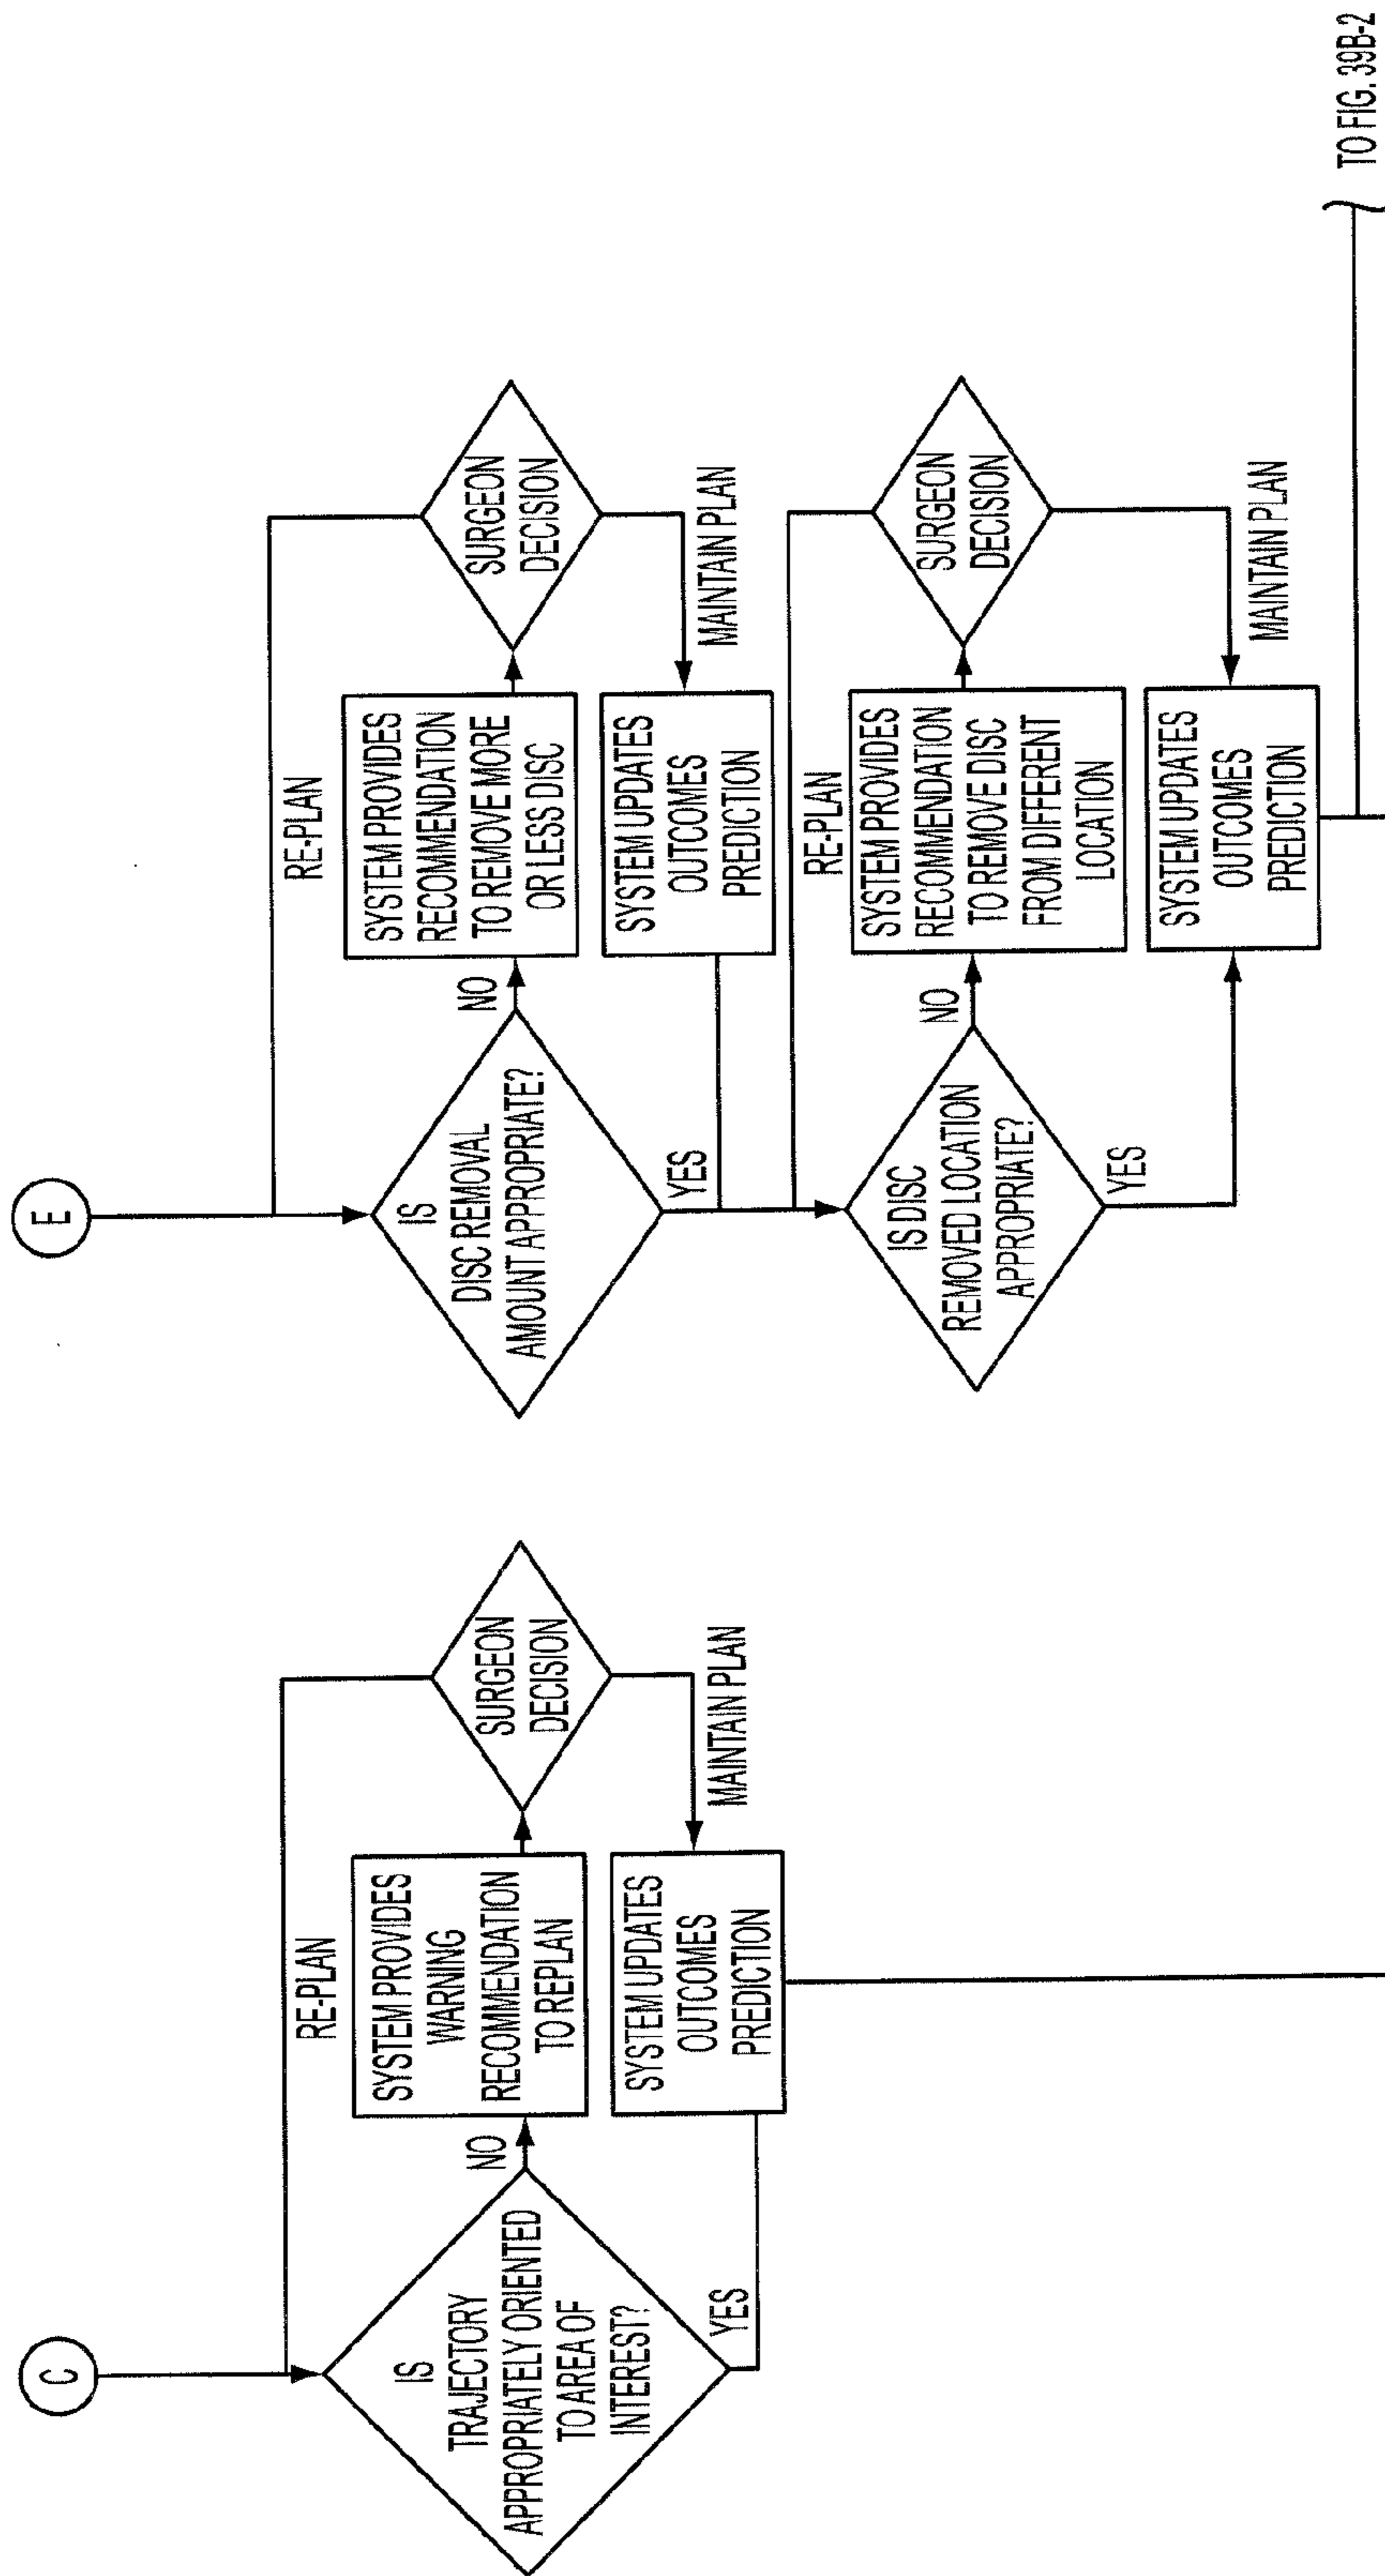 C
RE-PLAN
IS
TRAJECTORY
APPROPRIATELY ORIENTED
TO AREA OF
INTEREST?
NO
SYSTEM PROVIDES
WARNING
RECOMMENDATION
TO REPLAN
SURGEON
DECISION
YES
SYSTEM UPDATES
OUTCOMES
PREDICTION
MAINTAIN PLAN
E
RE-PLAN
IS
DISC REMOVAL
AMOUNT APPROPRIATE?
NO
SYSTEM PROVIDES
RECOMMENDATION
TO REMOVE MORE
OR LESS DISC
SURGEON
DECISION
YES
SYSTEM UPDATES
OUTCOMES
PREDICTION
MAINTAIN PLAN
RE-PLAN
IS DISC
REMOVED LOCATION
APPROPRIATE?
NO
SYSTEM PROVIDES
RECOMMENDATION
TO REMOVE DISC
FROM DIFFERENT
LOCATION
SURGEON
DECISION
YES
SYSTEM UPDATES
OUTCOMES
PREDICTION
MAINTAIN PLAN
TO FIG. 39B-2